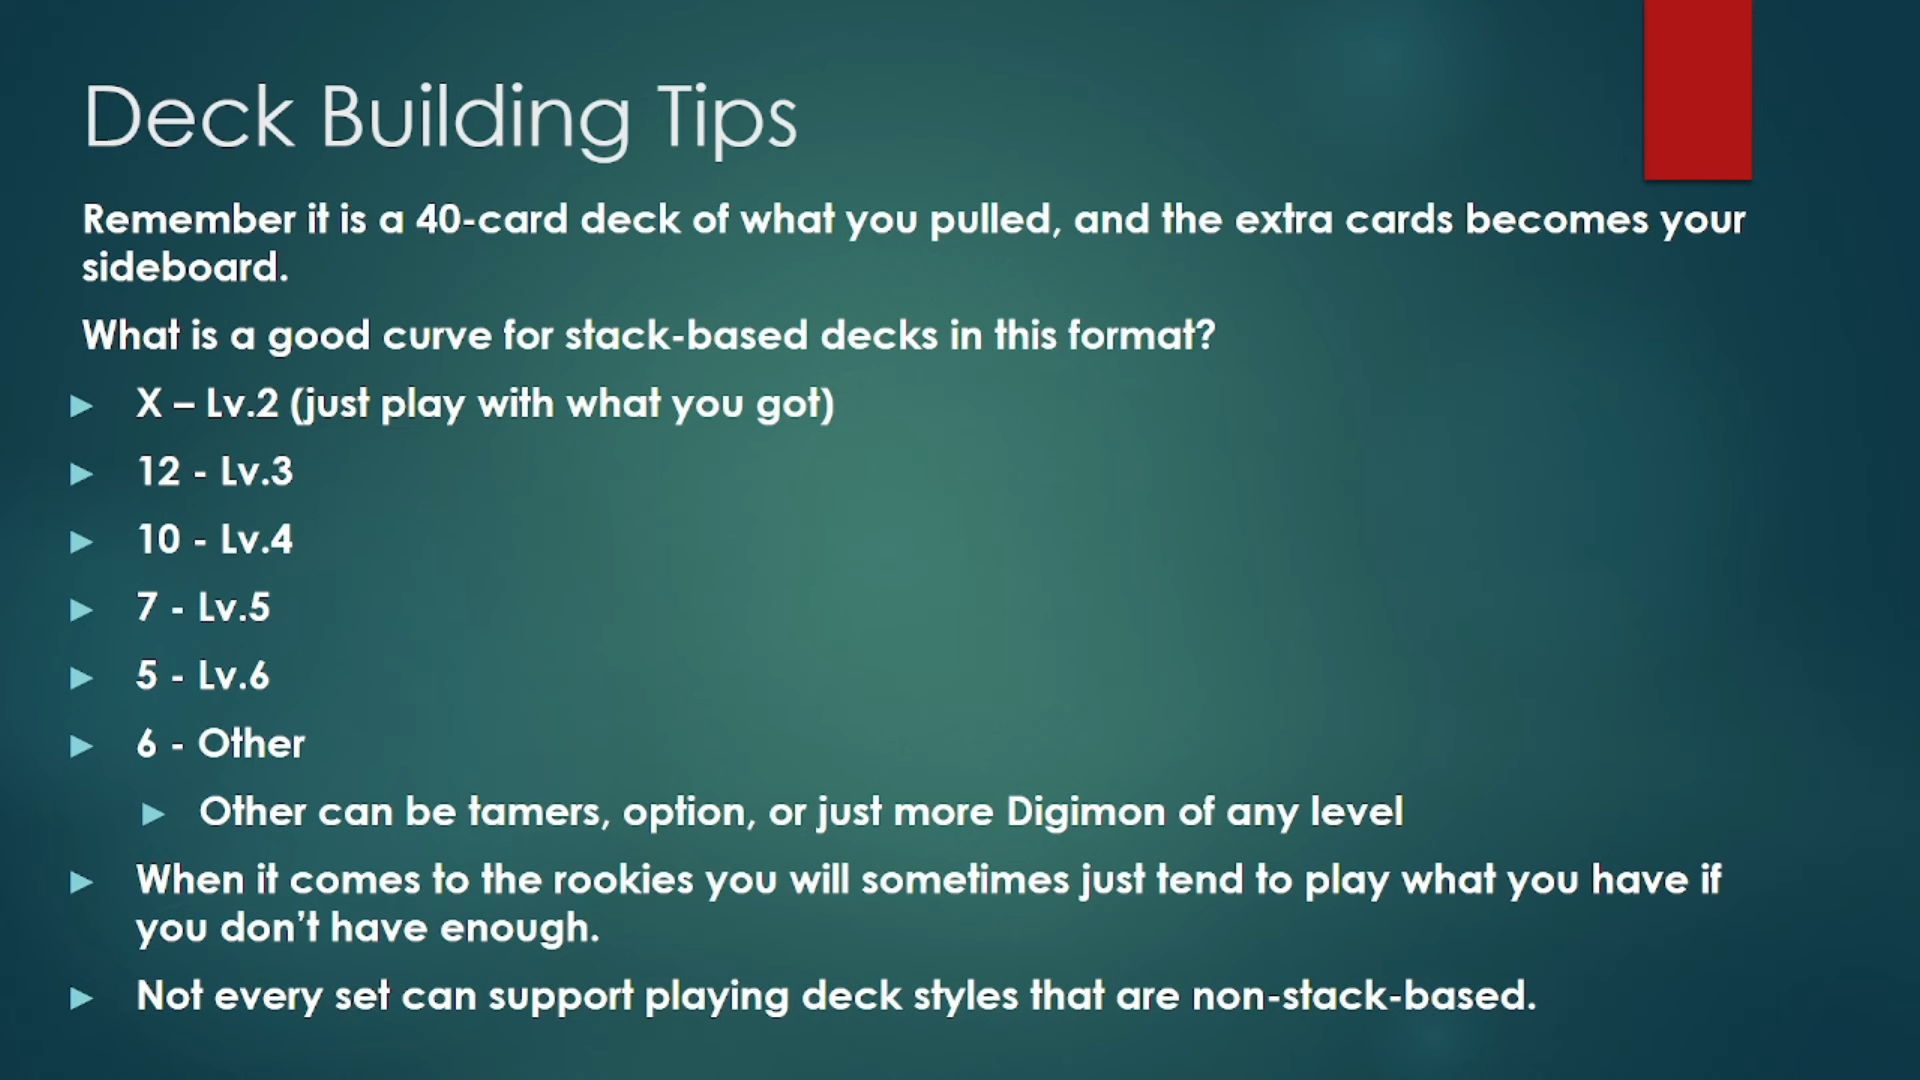 Deck Building Tips
Remember it is a 40-card deck of what you pulled, and the extra cards becomes your
sideboard.
What is a good curve for stack-based decks in this format?
X – Lv.2 (just play with what you got)
12 - Lv.3
10 - Lv.4
7 - Lv.5
5 - Lv.6
6 - Other
Other can be tamers, option, or just more Digimon of any level
When it comes to the rookies you will sometimes just tend to play what you have if
you don't have enough.
Not every set can support playing deck styles that are non-stack-based.